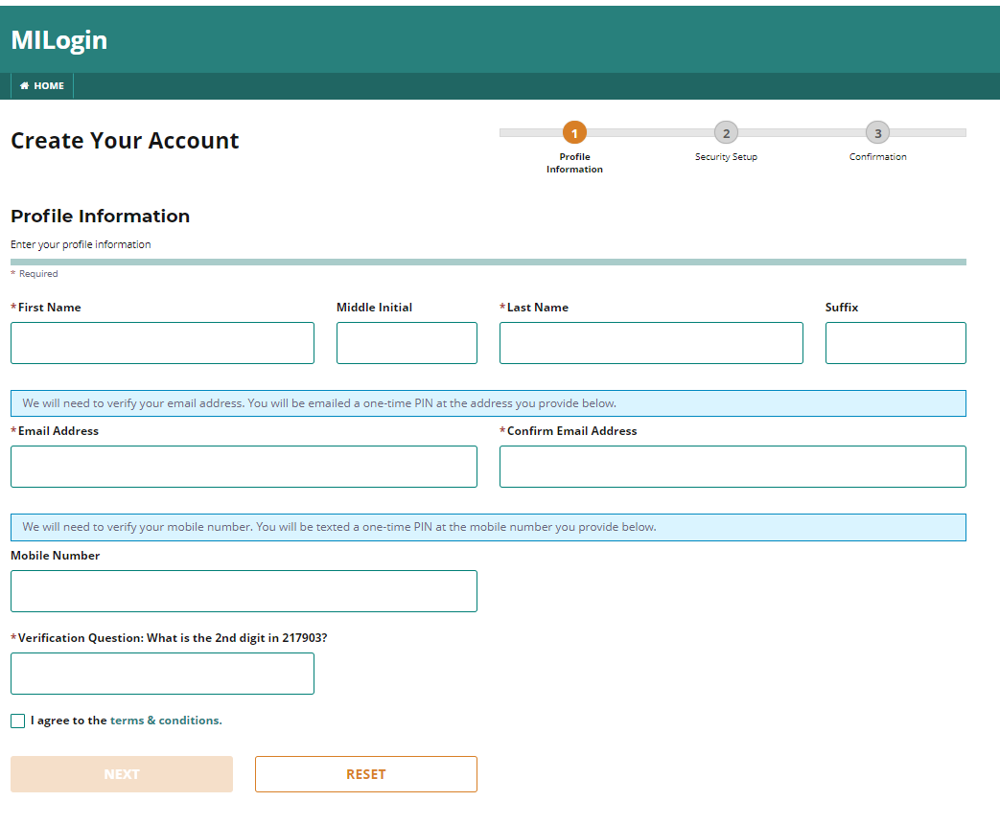 MILogin
HOME
Create Your Account
1
2
3
Profile Information
Security Setup
Confirmation
Profile Information
Enter your profile information
* Required
*First Name
Middle Initial
*Last Name
Suffix
We will need to verify your email address. You will be emailed a one-time PIN at the address you provide below.
*Email Address
*Confirm Email Address
We will need to verify your mobile number. You will be texted a one-time PIN at the mobile number you provide below.
Mobile Number
*Verification Question: What is the 2nd digit in 217903?
I agree to the terms & conditions.
NEXT
RESET